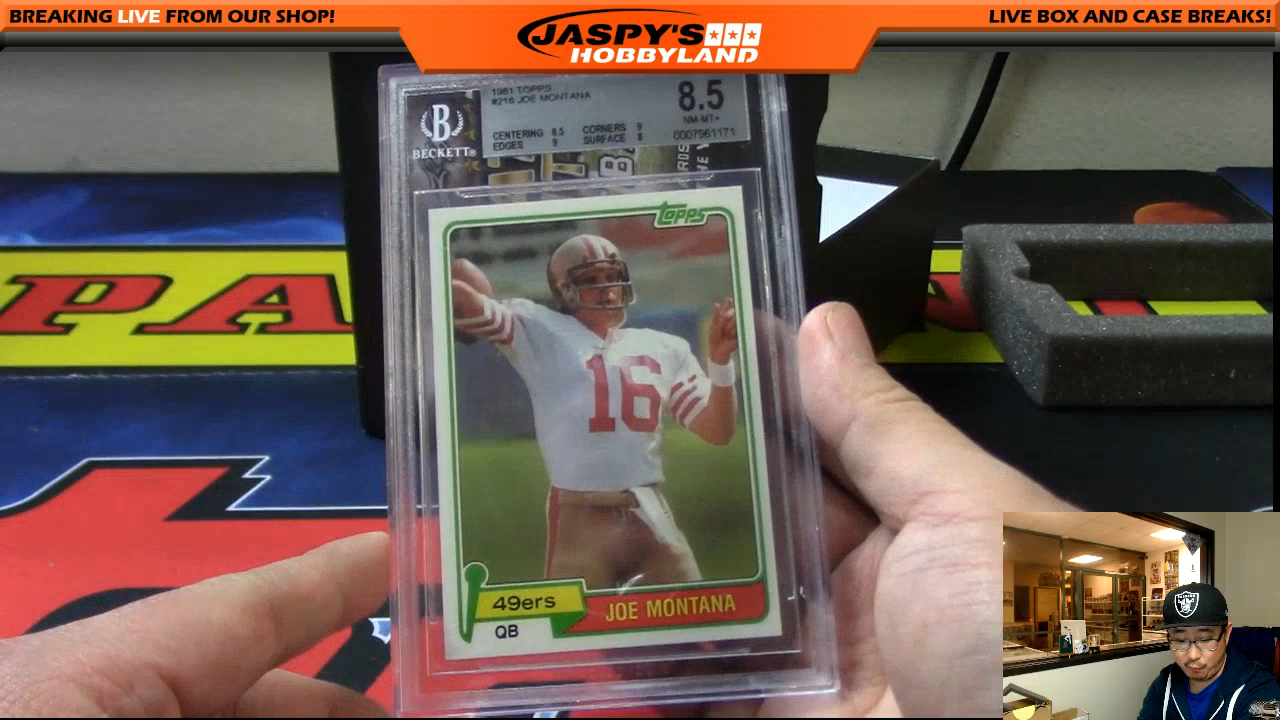 BREAKING LIVE FROM OUR SHOP!
JASPY'S
HOBBYLAND
LIVE BOX AND CASE BREAKS!
B
BECKETT
1981 TOPPS
#216 JOE MONTANA
CENTERING 8.5 CORNERS 9
EDGES 9 SURFACE 8
8.5
NM-MT+
0007961171
topps
PA
16
49ers
QB
JOE MONTANA